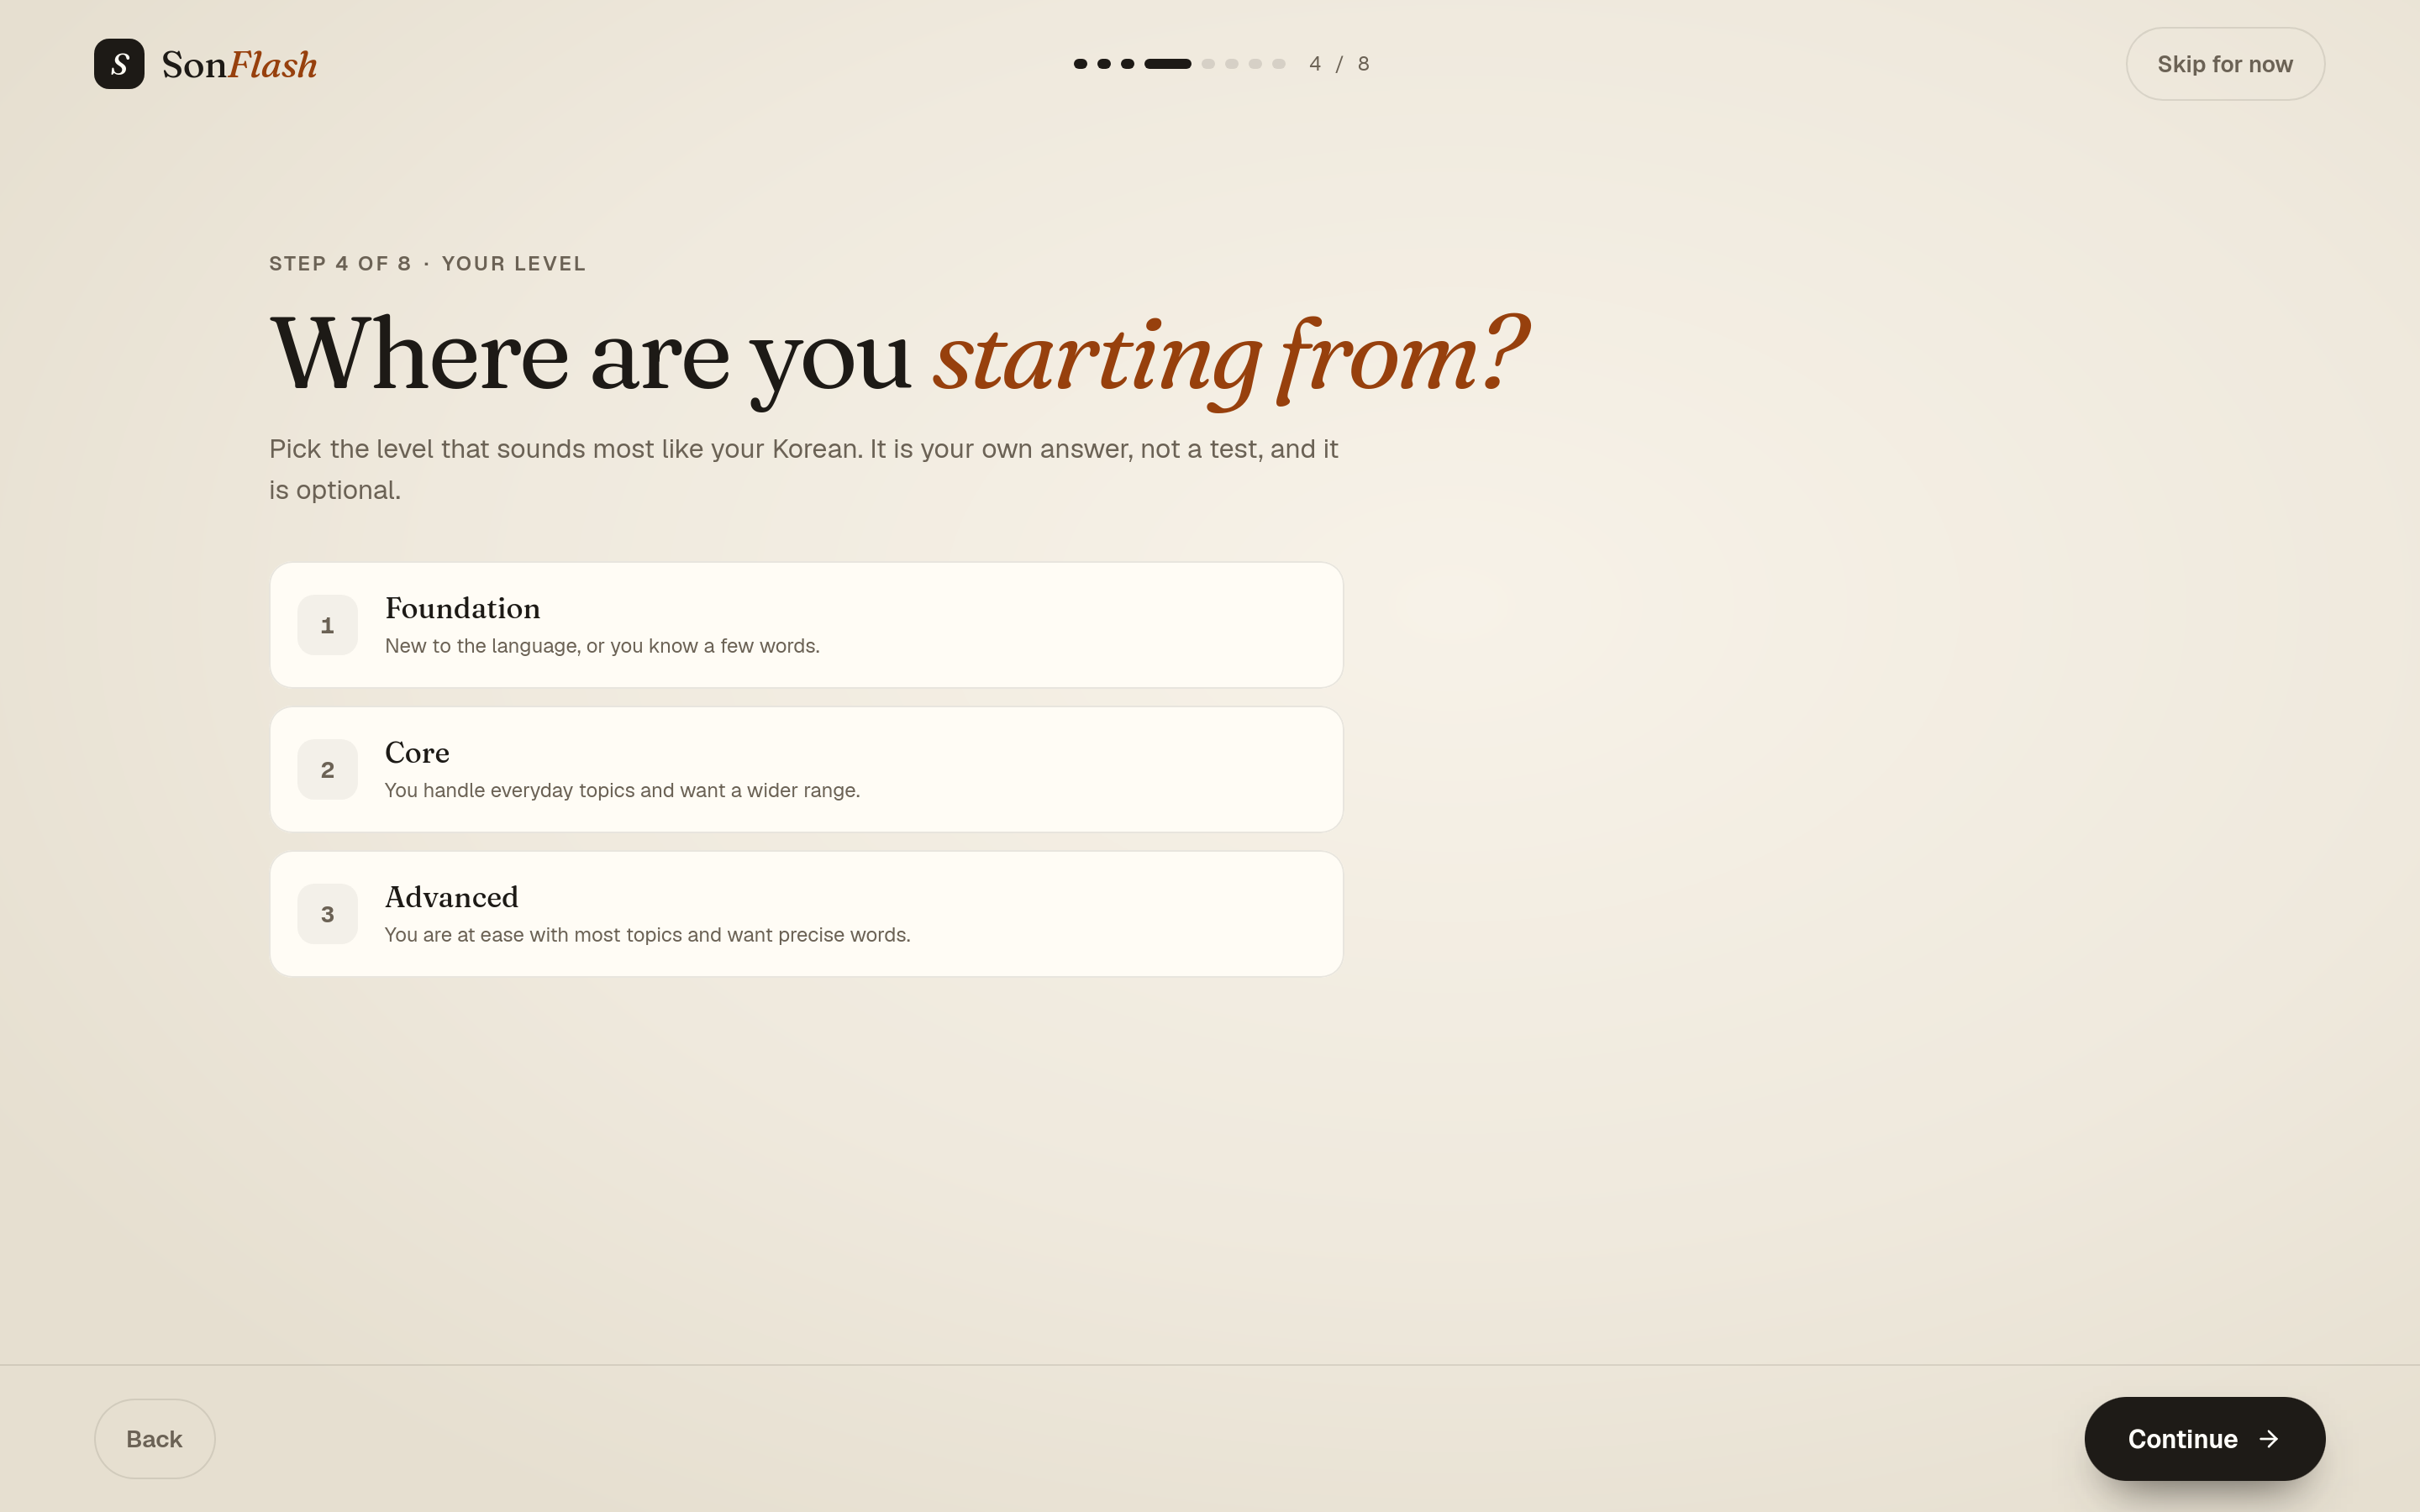 S SonFlash
4 / 8
Skip for now
STEP 4 OF 8 · YOUR LEVEL
Where are you starting from?
Pick the level that sounds most like your Korean. It is your own answer, not a test, and it
is optional.
1
Foundation
New to the language, or you know a few words.
2
Core
You handle everyday topics and want a wider range.
3
Advanced
You are at ease with most topics and want precise words.
Back
Continue →